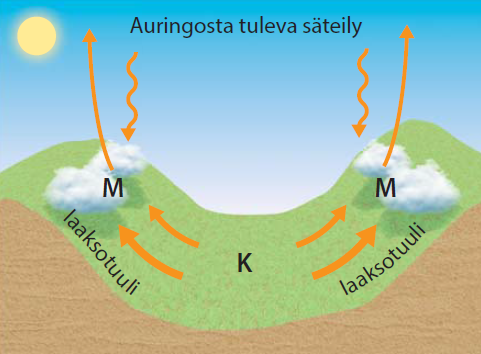 Auringosta tuleva säteily
M
M
laaksotuuli
K
laaksotuuli